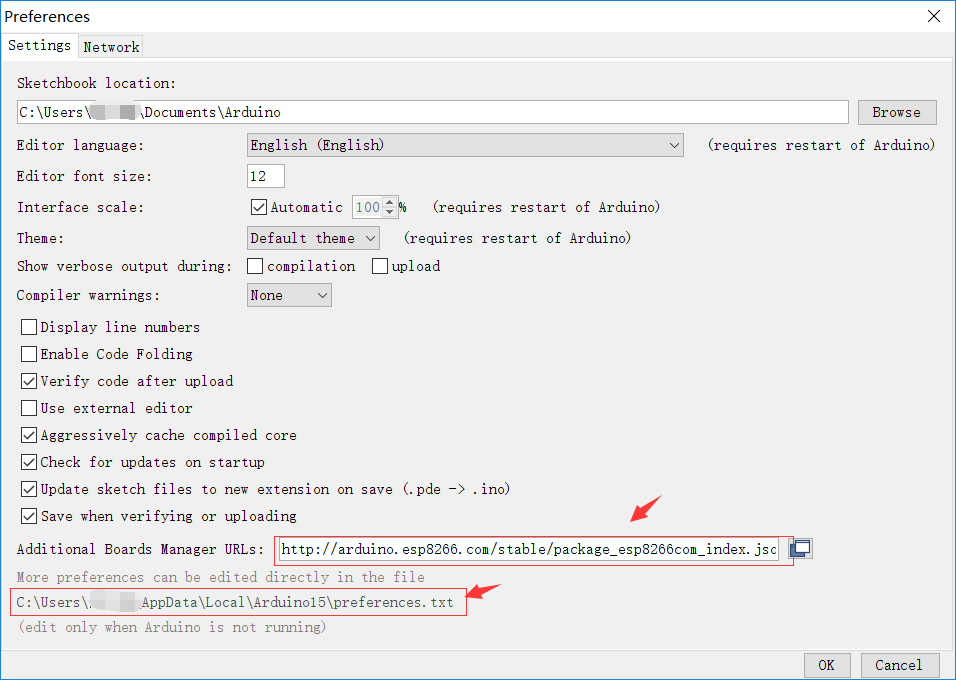 Preferences
Settings Network
Sketchbook location:
C:\Users\ \Documents\Arduino Browse
Editor language: English (English) (requires restart of Arduino)
Editor font size: 12
Interface scale: Automatic 100 % (requires restart of Arduino)
Theme: Default theme (requires restart of Arduino)
Show verbose output during: compilation upload
Compiler warnings: None
Display line numbers
Enable Code Folding
Verify code after upload
Use external editor
Aggressively cache compiled core
Check for updates on startup
Update sketch files to new extension on save (.pde -> .ino)
Save when verifying or uploading
Additional Boards Manager URLs: http://arduino.esp8266.com/stable/package_esp8266com_index.jso
More preferences can be edited directly in the file
C:\Users\ AppData\Local\Arduino15\preferences.txt
(edit only when Arduino is not running)
OK Cancel